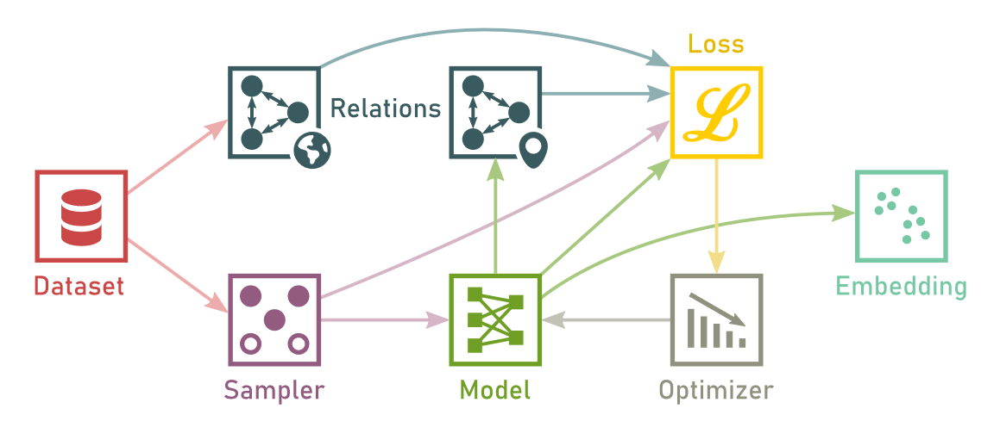 Loss
Relations
Dataset
Embedding
Sampler
Model
Optimizer